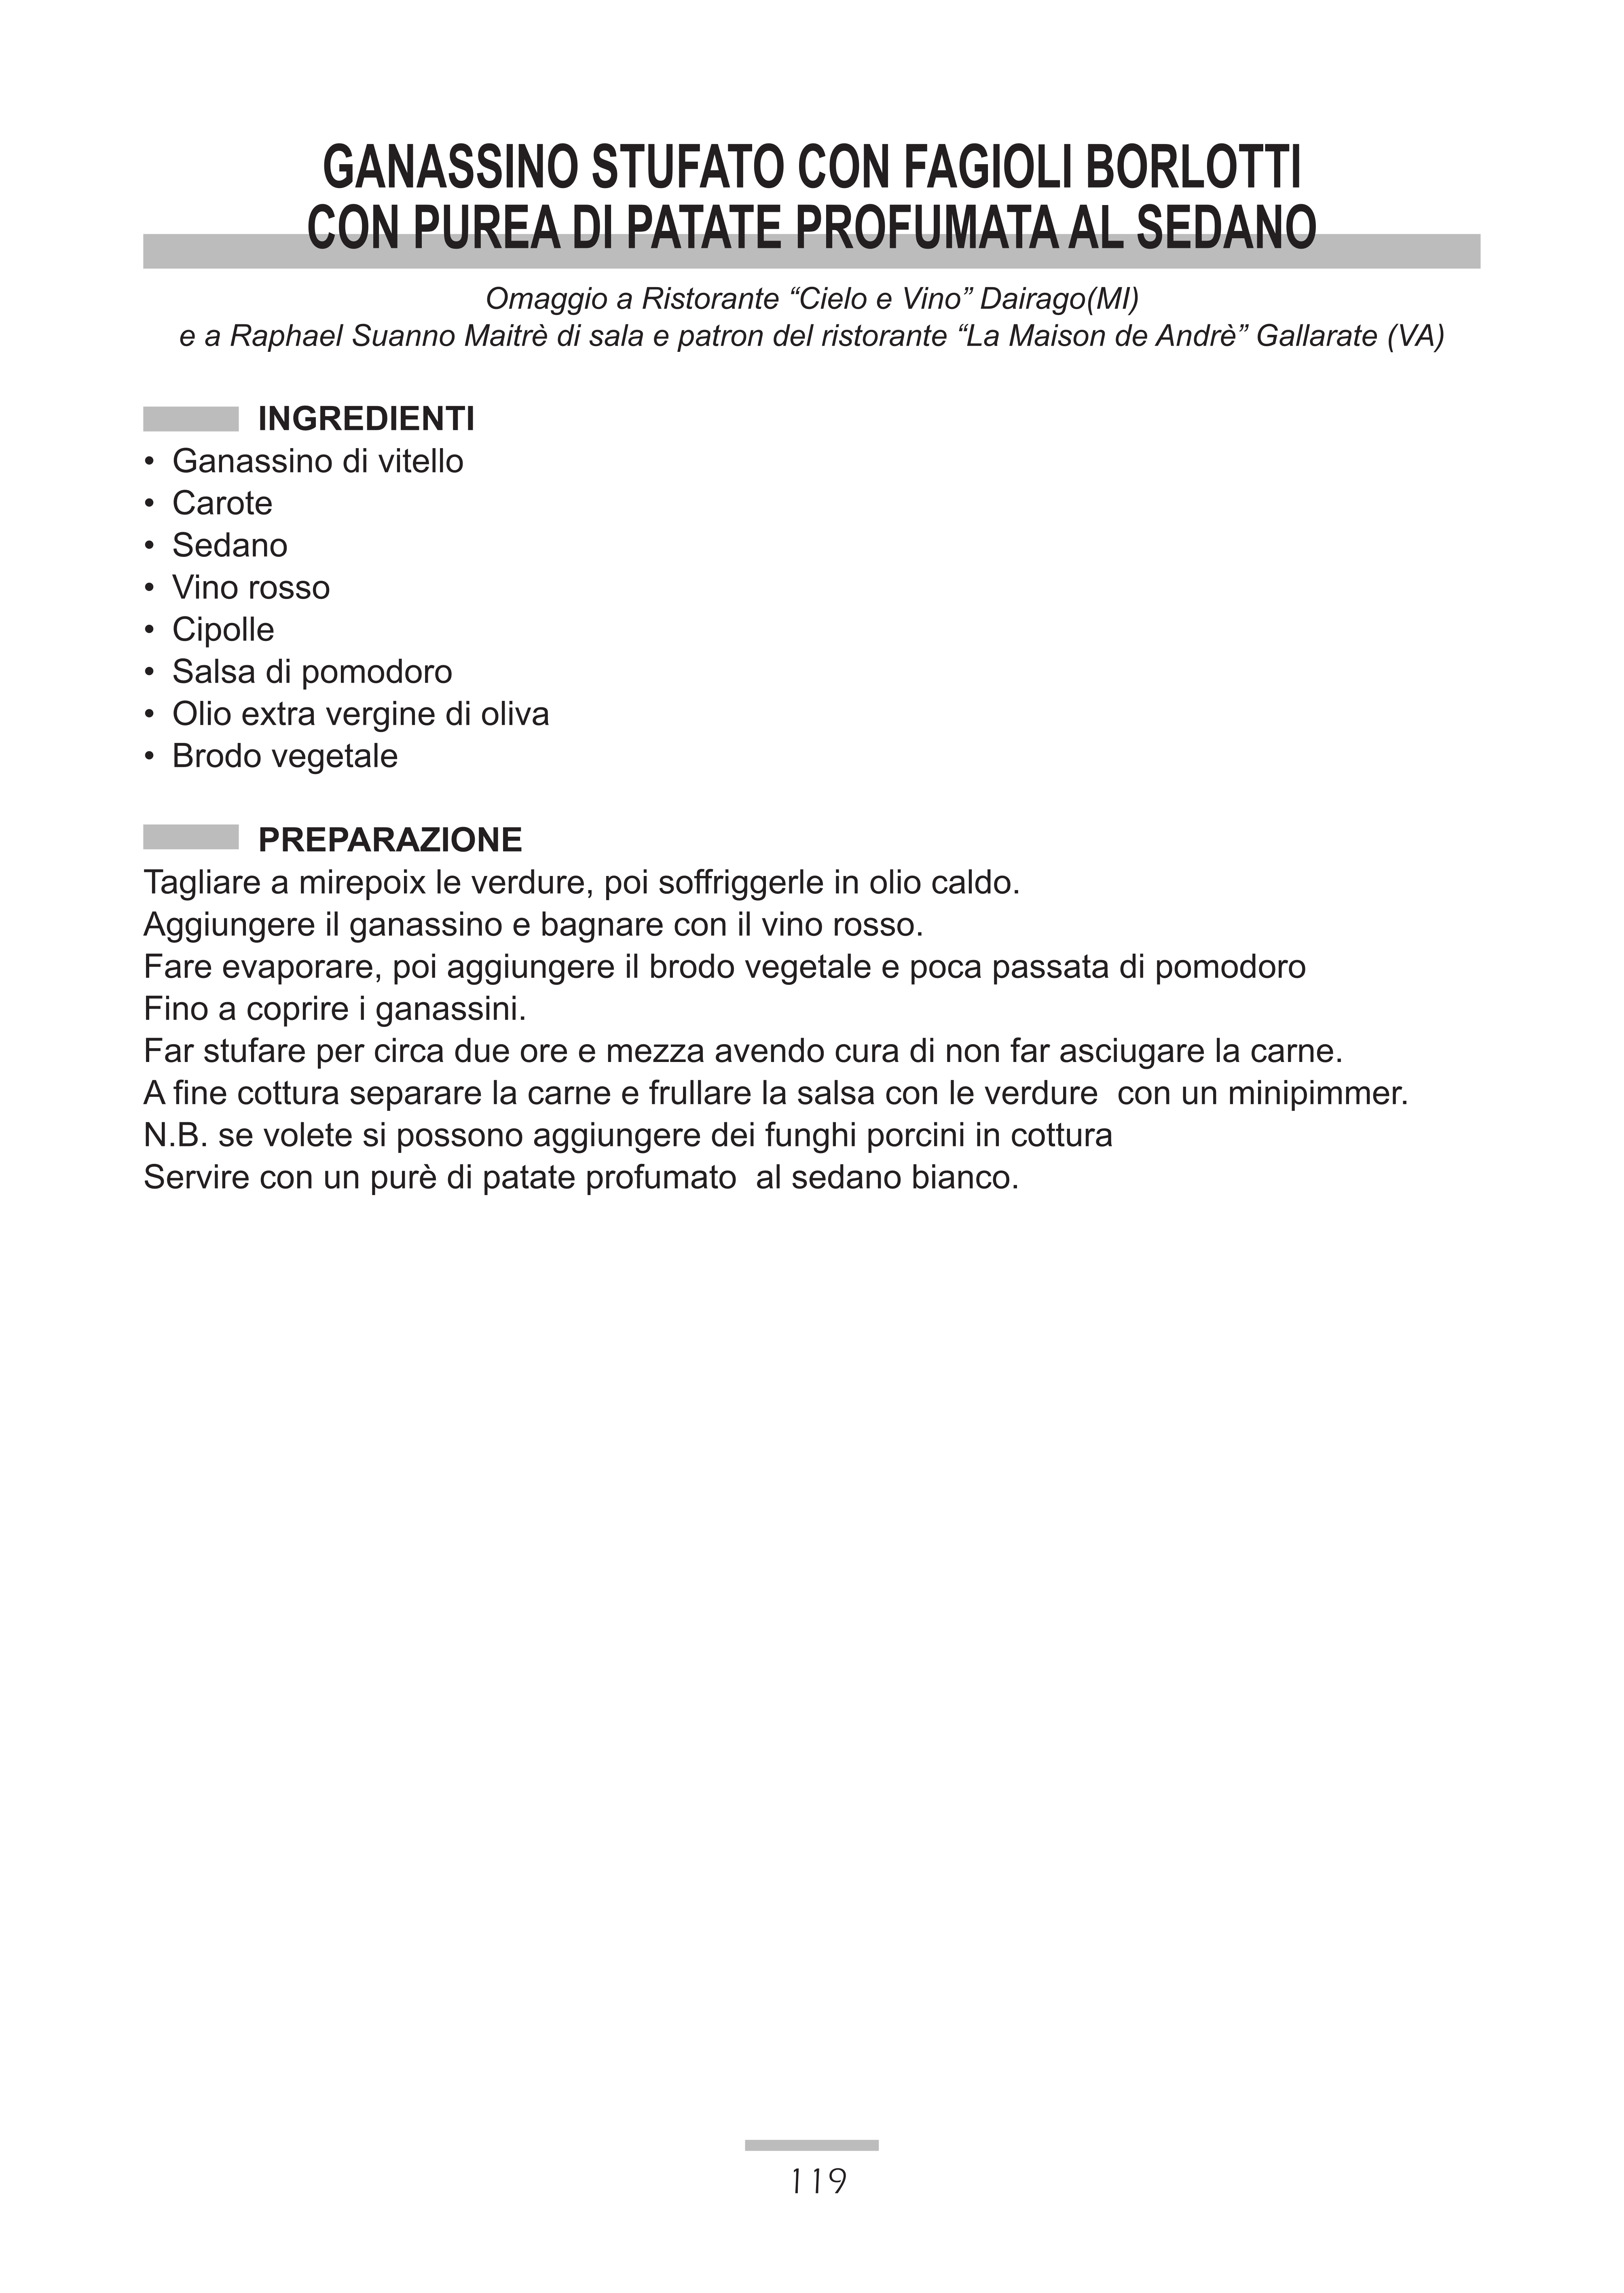 GANASSINO STUFATO CON FAGIOLI BORLOTTI
CON PUREA DI PATATE PROFUMATA AL SEDANO
Omaggio a Ristorante “Cielo e Vino” Dairago(MI)
e a Raphael Suanno Maitrè di sala e patron del ristorante “La Maison de Andrè” Gallarate (VA)
INGREDIENTI
• Ganassino di vitello
• Carote
• Sedano
• Vino rosso
• Cipolle
• Salsa di pomodoro
• Olio extra vergine di oliva
• Brodo vegetale
PREPARAZIONE
Tagliare a mirepoix le verdure, poi soffriggerle in olio caldo.
Aggiungere il ganassino e bagnare con il vino rosso.
Fare evaporare, poi aggiungere il brodo vegetale e poca passata di pomodoro
Fino a coprire i ganassini.
Far stufare per circa due ore e mezza avendo cura di non far asciugare la carne.
A fine cottura separare la carne e frullare la salsa con le verdure  con un minipimmer.
N.B. se volete si possono aggiungere dei funghi porcini in cottura
Servire con un purè di patate profumato  al sedano bianco.
119